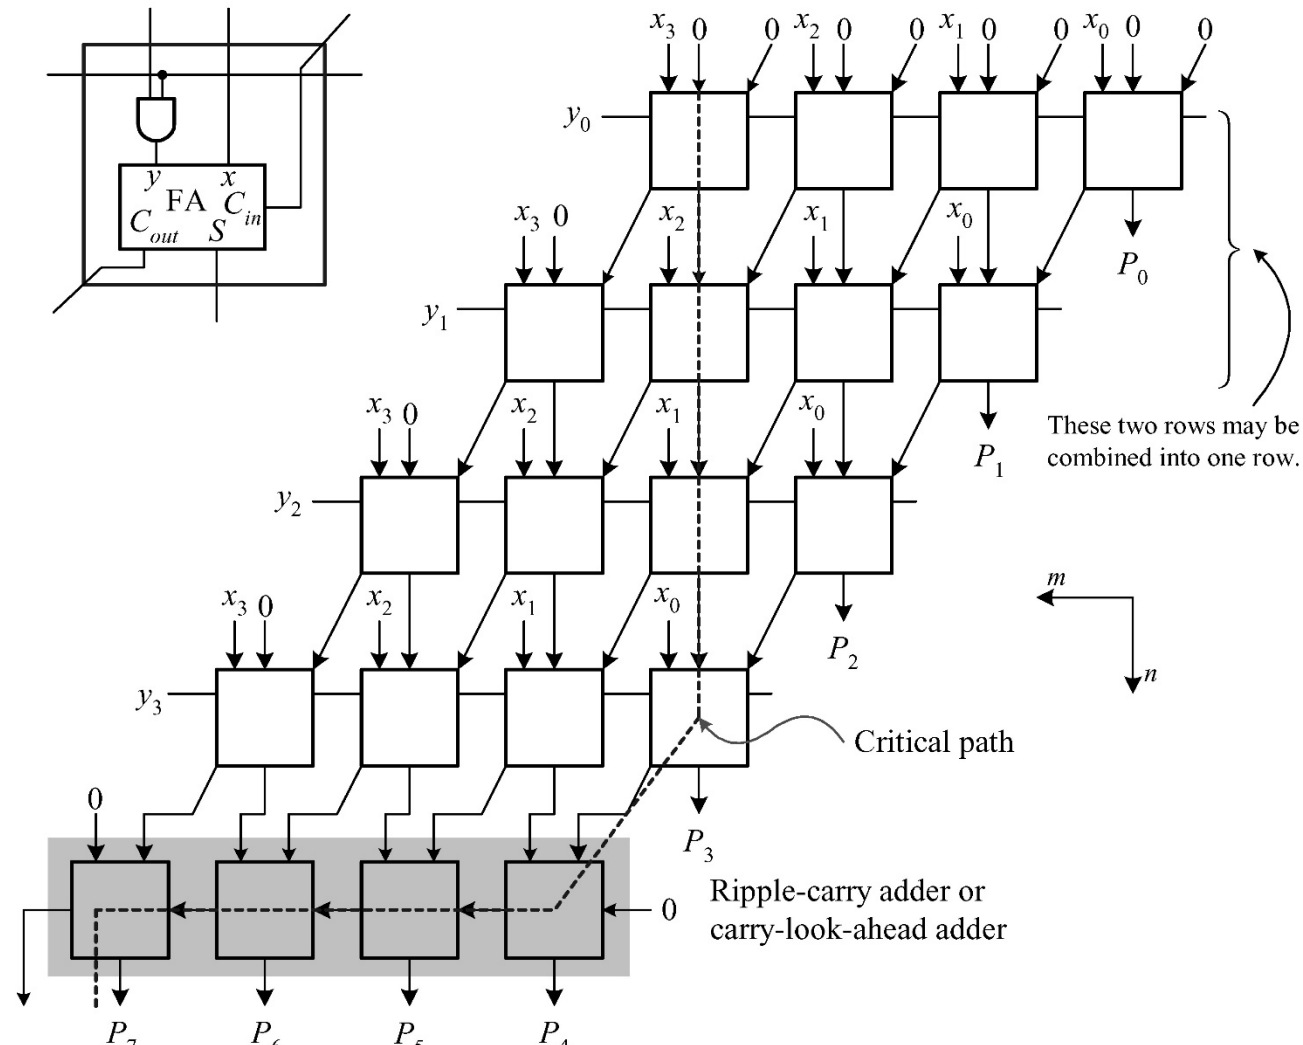 x₃ 0 0 x₂ 0 0 x₁ 0 0 x₀ 0 0
y₀
y x
FA
C_in
C_out
S
x₃ 0 x₂ x₁ x₀
P₀
y₁
These two rows may be
combined into one row.
x₃ 0 x₂ x₁ x₀
P₁
y₂
m
x₃ 0 x₂ x₁ x₀
P₂
n
y₃
Critical path
0
P₃
Ripple-carry adder or
carry-look-ahead adder
0
P₇ P₆ P₅ P₄